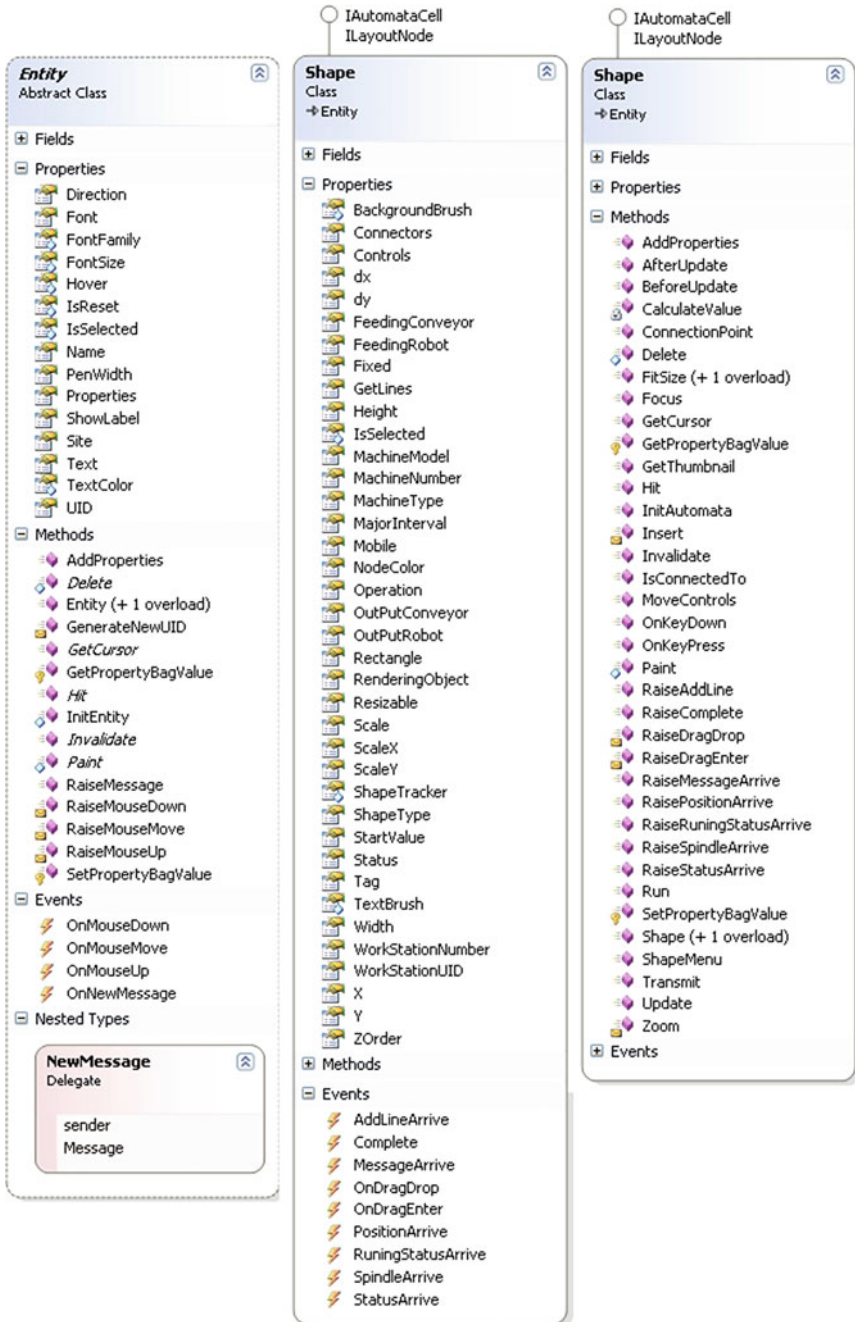 Entity
Abstract Class
Fields
Properties
Direction
Font
FontFamily
FontSize
Hover
IsReset
IsSelected
Name
PenWidth
Properties
ShowLabel
Site
Text
TextColor
UID
Methods
AddProperties
Delete
Entity (+ 1 overload)
GenerateNewUID
GetCursor
GetPropertyBagValue
Hit
InitEntity
Invalidate
Paint
RaiseMessage
RaiseMouseDown
RaiseMouseMove
RaiseMouseUp
SetPropertyBagValue
Events
OnMouseDown
OnMouseMove
OnMouseUp
OnNewMessage
Nested Types
NewMessage
Delegate
sender
Message
IAutomataCell
ILayoutNode
Shape
Class
Entity
Fields
Properties
BackgroundBrush
Connectors
Controls
dx
dy
FeedingConveyor
FeedingRobot
Fixed
GetLines
Height
IsSelected
MachineModel
MachineNumber
MachineType
MajorInterval
Mobile
NodeColor
Operation
OutPutConveyor
OutPutRobot
Rectangle
RenderingObject
Resizable
Scale
ScaleX
ScaleY
ShapeTracker
ShapeType
StartValue
Status
Tag
TextBrush
Width
WorkStationNumber
WorkStationUID
X
Y
ZOrder
Methods
Events
AddLineArrive
Complete
MessageArrive
OnDragDrop
OnDragEnter
PositionArrive
RuningStatusArrive
SpindleArrive
StatusArrive
IAutomataCell
ILayoutNode
Shape
Class
Entity
Fields
Properties
Methods
AddProperties
AfterUpdate
BeforeUpdate
CalculateValue
ConnectionPoint
Delete
FitSize (+ 1 overload)
Focus
GetCursor
GetPropertyBagValue
GetThumbnail
Hit
InitAutomata
Insert
Invalidate
IsConnectedTo
MoveControls
OnKeyDown
OnKeyPress
Paint
RaiseAddLine
RaiseComplete
RaiseDragDrop
RaiseDragEnter
RaiseMessageArrive
RaisePositionArrive
RaiseRuningStatusArrive
RaiseSpindleArrive
RaiseStatusArrive
Run
SetPropertyBagValue
Shape (+ 1 overload)
ShapeMenu
Transmit
Update
Zoom
Events